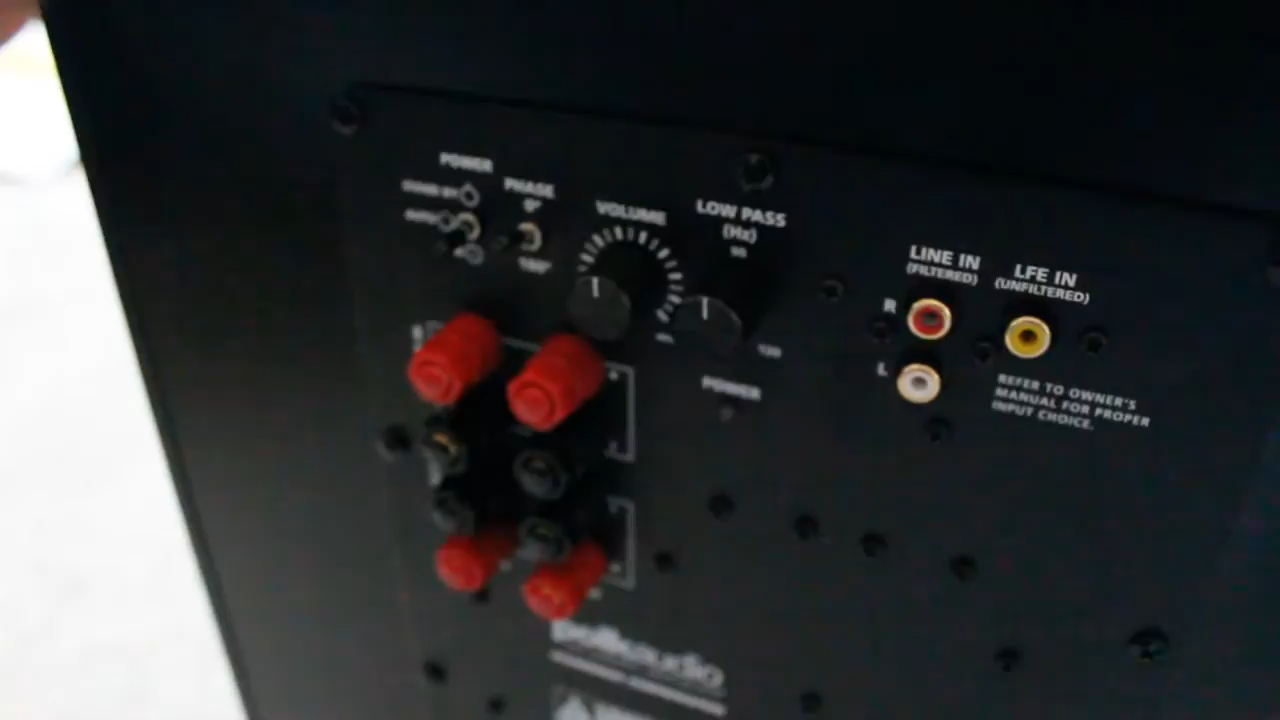 POWER
PHASE
0°
180°
VOLUME
LOW PASS
(Hz)
LINE IN
(FILTERED)
R
L
LFE IN
(UNFILTERED)
REFER TO OWNER'S
MANUAL FOR PROPER
INPUT CHOICE.
POWER
polkaudio